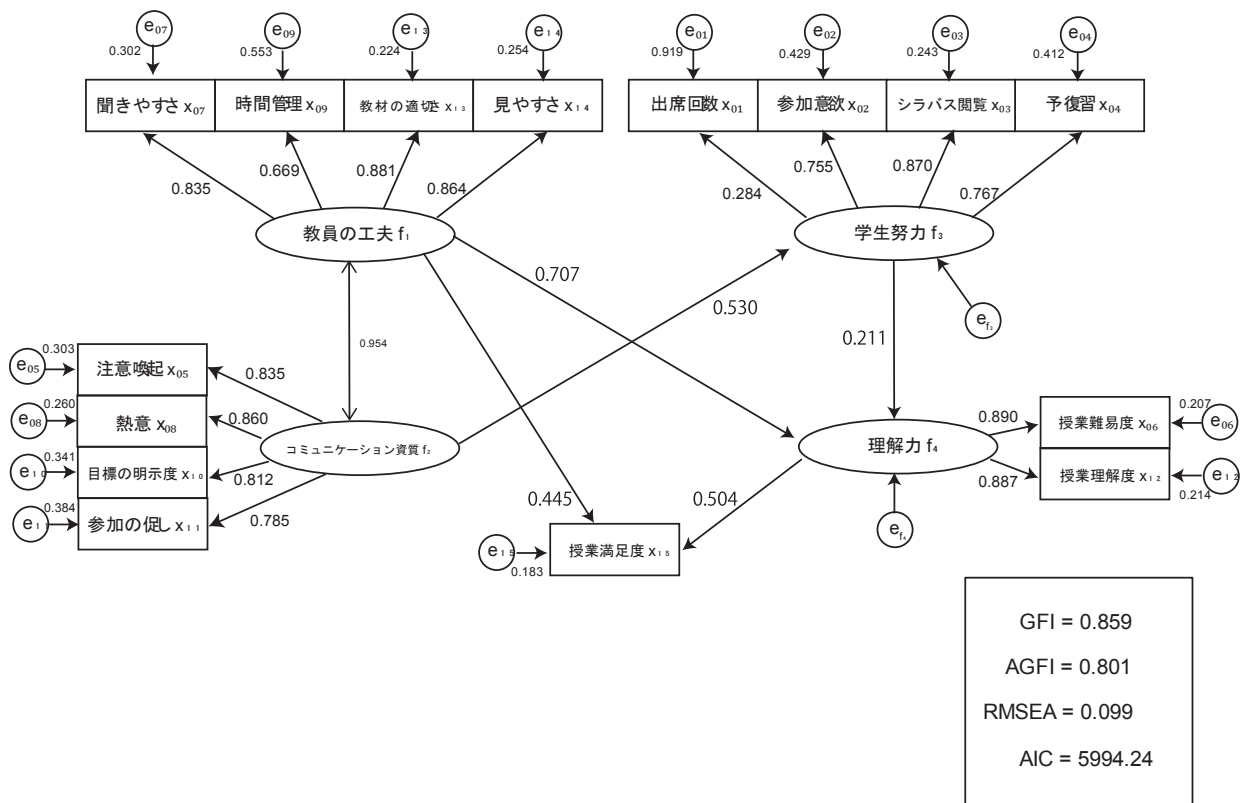 e07
e09
e13
e14
e01
e02
e03
e04
0.302
0.553
0.224
0.254
0.919
0.429
0.243
0.412
聞きやすさ x07
時間管理 x09
教材の適切さ x13
見やすさ x14
出席回数 x01
参加意欲 x02
シラバス閲覧 x03
予復習 x04
0.835
0.669
0.881
0.864
0.284
0.755
0.870
0.767
教員の工夫 f1
学生努力 f3
0.707
0.530
ef3
0.211
0.954
e05
0.303
注意喚起 x05
0.835
e08
0.260
熱意 x08
0.860
e10
0.341
目標の明示度 x10
0.812
e11
0.384
参加の促し x11
0.785
コミュニケーション資質 f2
理解力 f4
0.890
0.887
授業難易度 x06
0.207
e06
授業理解度 x12
0.214
e12
0.445
0.504
ef4
e15
0.183
授業満足度 x15
GFI = 0.859
AGFI = 0.801
RMSEA = 0.099
AIC = 5994.24